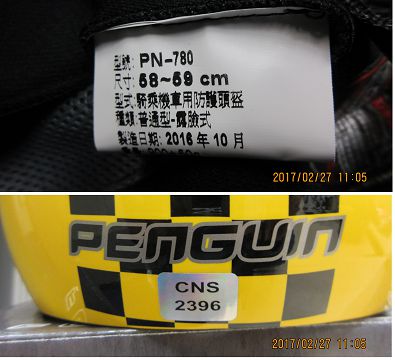 型號: PN-780
尺寸: 58~59 cm
型式: 騎乘機車用防護頭盔
種類: 普通型-露臉式
製造日期: 2016 年 10 月
2017/02/27 11:05
PENGUIN
CNS
2396
2017/02/27 11:05